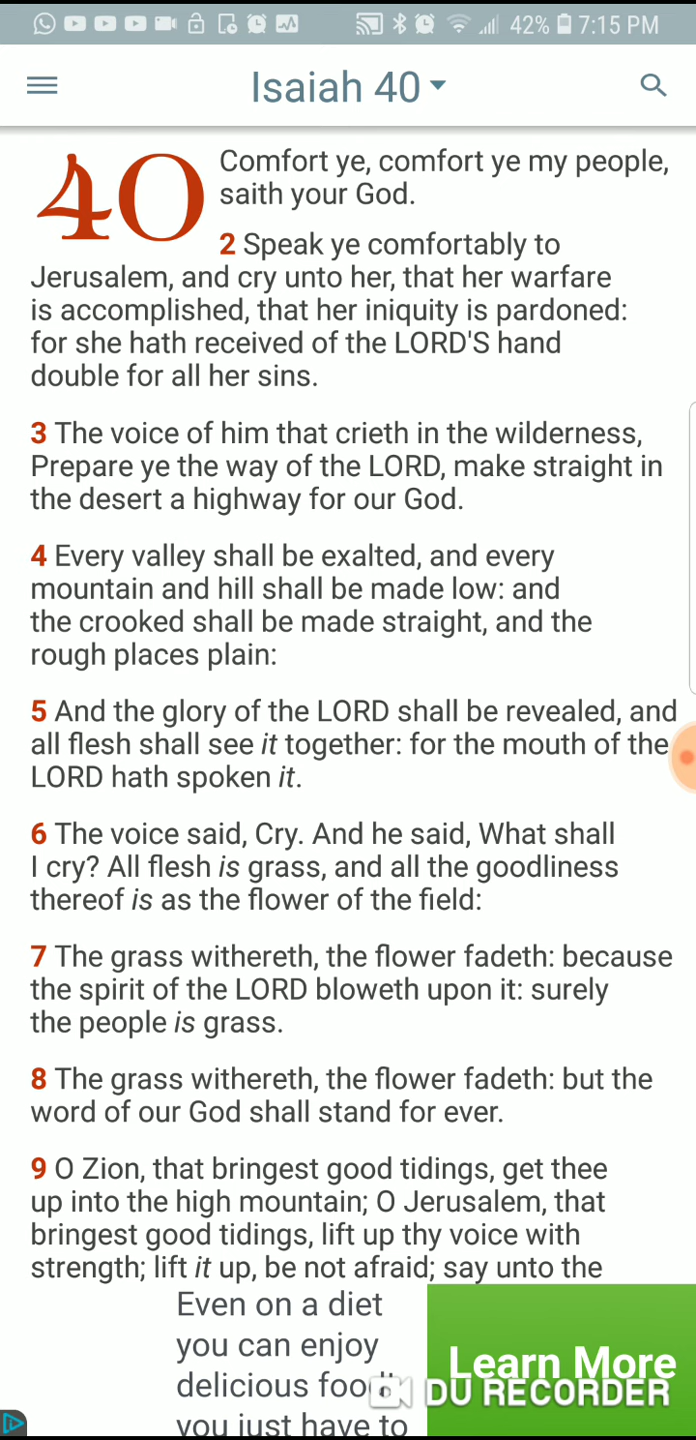 42% 7:15 PM
Isaiah 40
40
Comfort ye, comfort ye my people,
saith your God.
2 Speak ye comfortably to
Jerusalem, and cry unto her, that her warfare
is accomplished, that her iniquity is pardoned:
for she hath received of the LORD'S hand
double for all her sins.
3 The voice of him that crieth in the wilderness,
Prepare ye the way of the LORD, make straight in
the desert a highway for our God.
4 Every valley shall be exalted, and every
mountain and hill shall be made low: and
the crooked shall be made straight, and the
rough places plain:
5 And the glory of the LORD shall be revealed, and
all flesh shall see it together: for the mouth of the
LORD hath spoken it.
6 The voice said, Cry. And he said, What shall
I cry? All flesh is grass, and all the goodliness
thereof is as the flower of the field:
7 The grass withereth, the flower fadeth: because
the spirit of the LORD bloweth upon it: surely
the people is grass.
8 The grass withereth, the flower fadeth: but the
word of our God shall stand for ever.
9 O Zion, that bringest good tidings, get thee
up into the high mountain; O Jerusalem, that
bringest good tidings, lift up thy voice with
strength; lift it up, be not afraid; say unto the
Even on a diet
you can enjoy
delicious
you just have to
Learn More
DU RECORDER